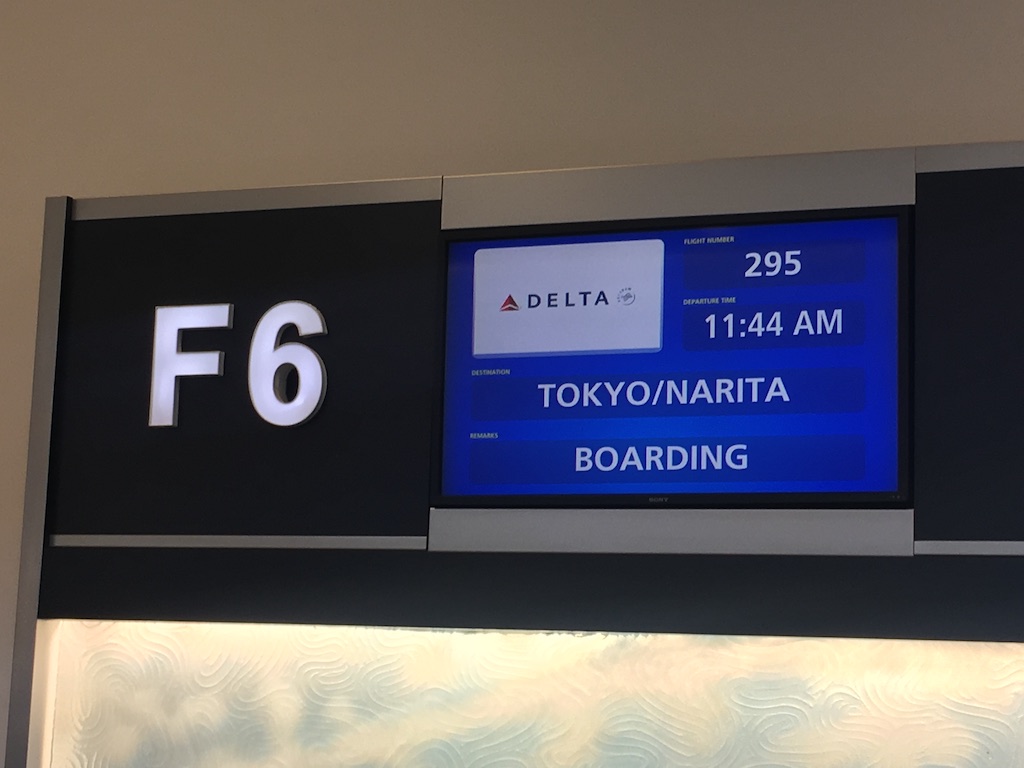 F6
DELTA
FLIGHT NUMBER
295
DEPARTURE TIME
11:44 AM
DESTINATION
TOKYO/NARITA
REMARKS
BOARDING
SONY